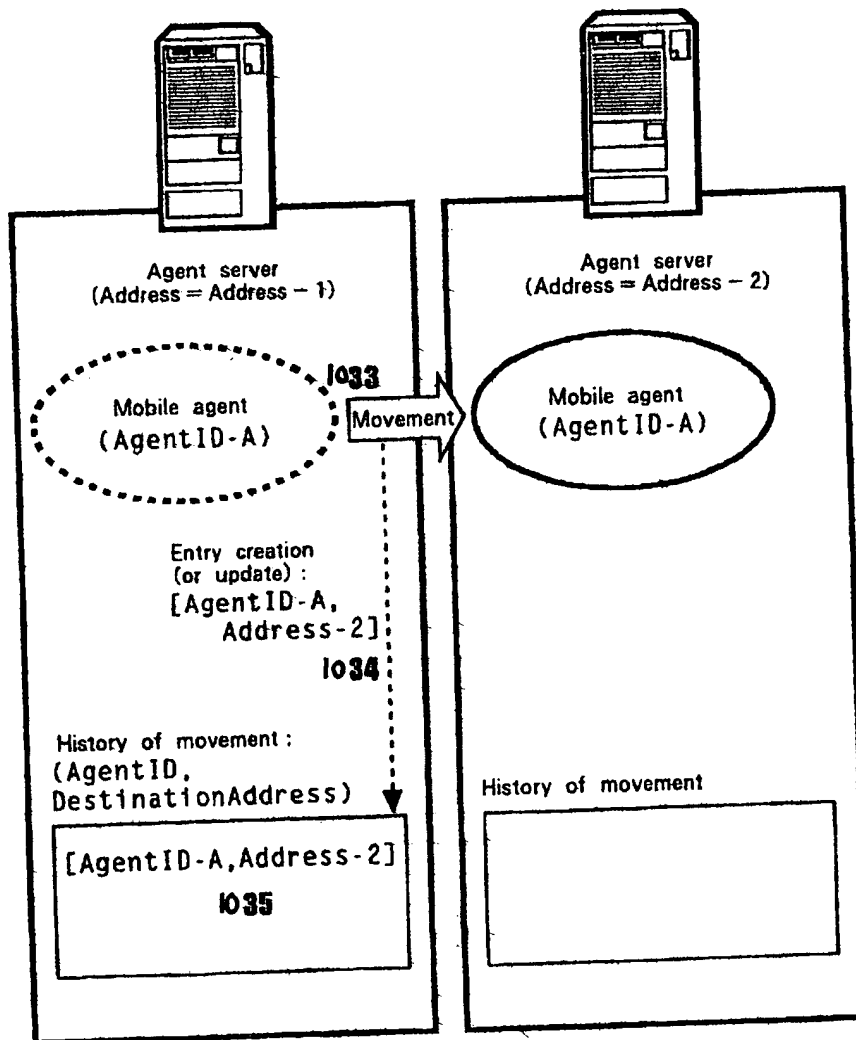 Agent server
(Address = Address - 1)
Mobile agent
(AgentID-A)
1033
Movement
Entry creation
(or update) :
[AgentID-A,
Address-2]
1034
History of movement :
(AgentID,
DestinationAddress)
[AgentID-A,Address-2]
1035
Agent server
(Address = Address - 2)
Mobile agent
(AgentID-A)
History of movement